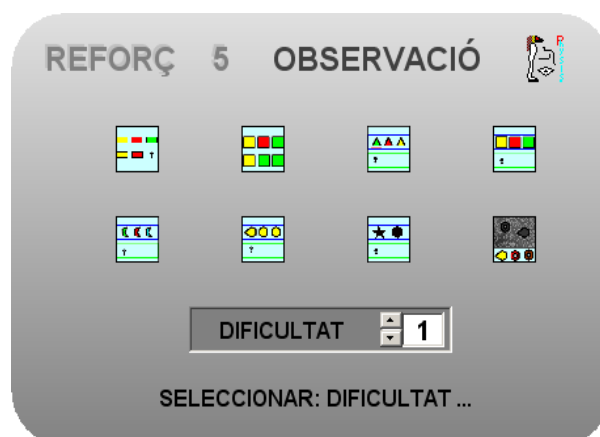 REFORÇ 5 OBSERVACIÓ
DIFICULTAT 1
SELECCIONAR: DIFICULTAT ...